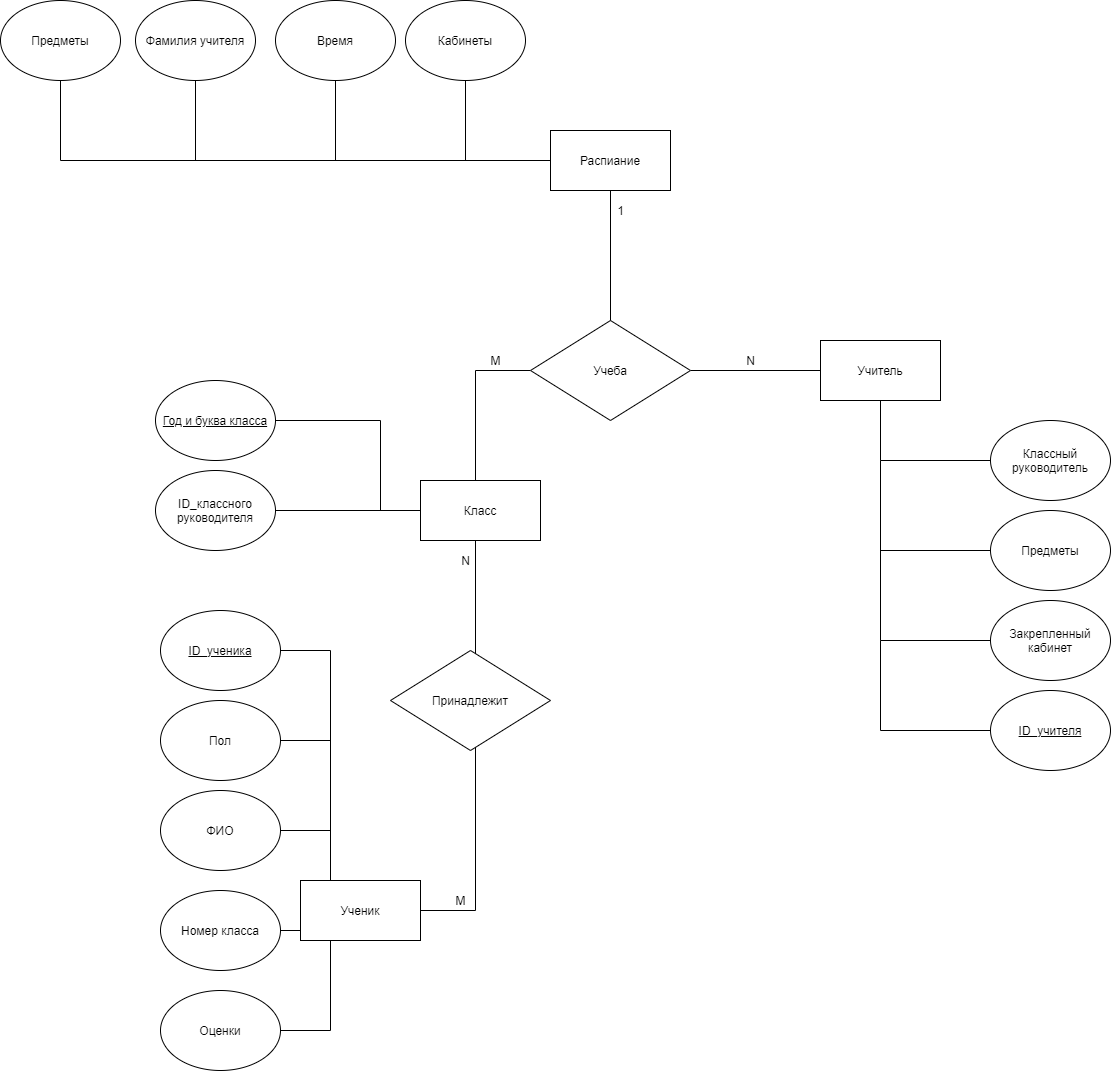 Предметы
Фамилия учителя
Время
Кабинеты
Распиание
1
M
Учеба
N
Учитель
Год и буква класса
ID_классного
руководителя
Класс
N
Классный
руководитель
Предметы
Закрепленный
кабинет
ID_учителя
ID_ученика
Пол
ФИО
Принадлежит
M
Ученик
Номер класса
Оценки